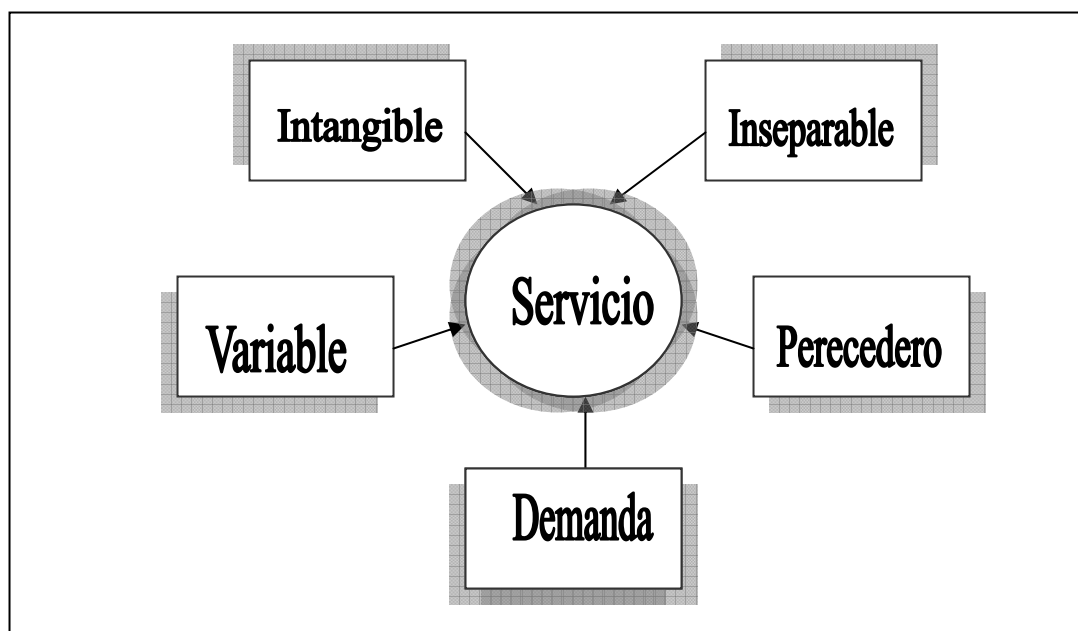 Intangible
Inseparable
Servicio
Variable
Perecedero
Demanda